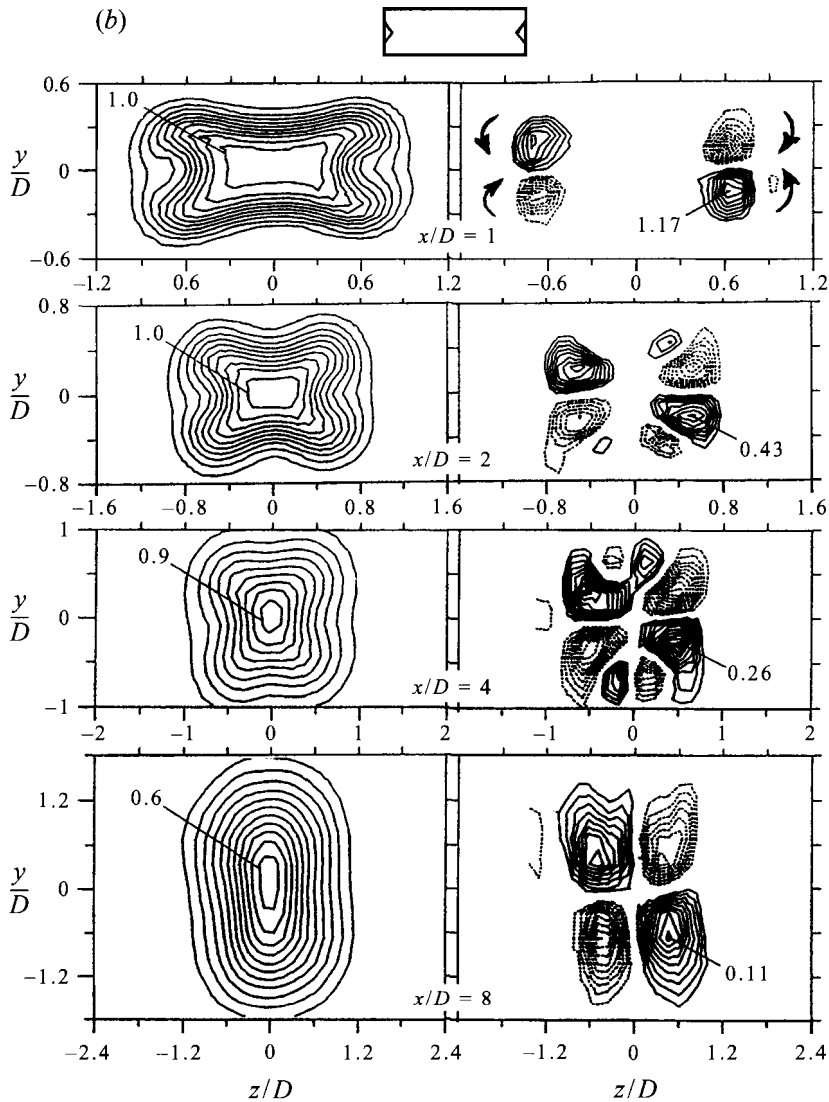 (b)
0.6
1.0
y/D
0
1.17
x/D = 1
−0.6
−1.2 0.6 0 0.6 1.2 0.6 0 0.6 1.2
0.8
1.0
y/D
0
0.43
x/D = 2
−0.8
−1.6 −0.8 0 0.8 1.6 −0.8 0 0.8 1.6
1
0.9
y/D
0
0.26
x/D = 4
−1
−2 −1 0 1 2 −1 0 1 2
1.2
0.6
y/D
0
−1.2
0.11
x/D = 8
−2.4 −1.2 0 1.2 2.4 −1.2 0 1.2 2.4
z/D z/D